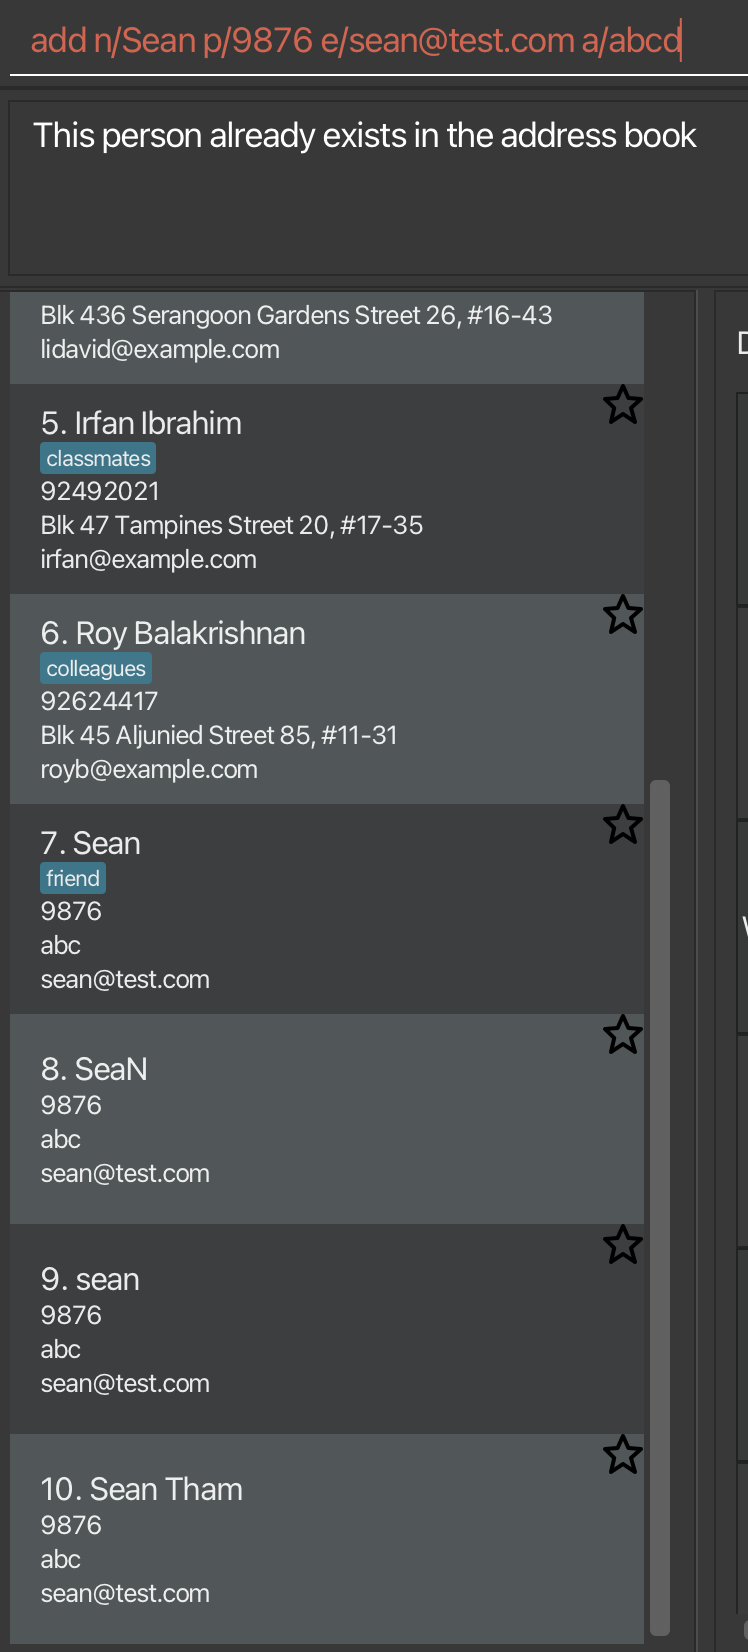 add n/Sean p/9876 e/sean@test.com a/abcd
This person already exists in the address book
Blk 436 Serangoon Gardens Street 26, #16-43
lidavid@example.com
5. Irfan Ibrahim
classmates
92492021
Blk 47 Tampines Street 20, #17-35
irfan@example.com
6. Roy Balakrishnan
colleagues
92624417
Blk 45 Aljunied Street 85, #11-31
royb@example.com
7. Sean
friend
9876
abc
sean@test.com
8. SeaN
9876
abc
sean@test.com
9. sean
9876
abc
sean@test.com
10. Sean Tham
9876
abc
sean@test.com